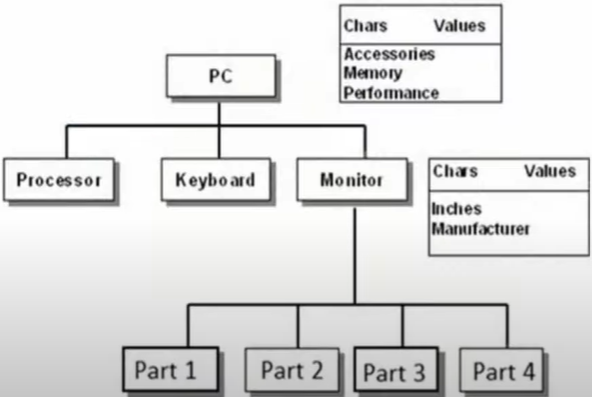 Chars Values
Accessories
Memory
Performance
PC
Processor Keyboard Monitor
Chars Values
Inches
Manufacturer
Part 1 Part 2 Part 3 Part 4